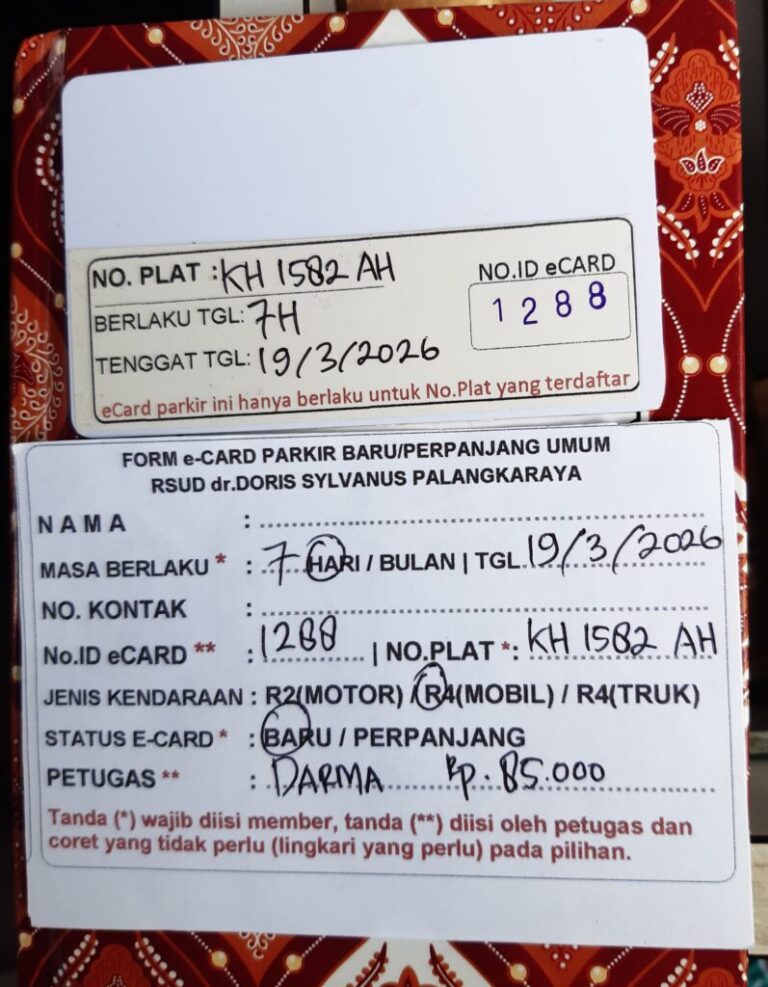 NO. PLAT : KH 1582 AH
NO.ID eCARD
BERLAKU TGL: 7H
1288
TENGGAT TGL: 19/3/2026
eCard parkir ini hanya berlaku untuk No.Plat yang terdaftar
FORM e-CARD PARKIR BARU/PERPANJANG UMUM
RSUD dr.DORIS SYLVANUS PALANGKARAYA
NAMA :
MASA BERLAKU * : 7 HARI / BULAN | TGL 19/3/2026
NO. KONTAK :
No.ID eCARD ** : 1288 | NO.PLAT *: KH 1582 AH
JENIS KENDARAAN : R2(MOTOR) / R4(MOBIL) / R4(TRUK)
STATUS E-CARD * : BARU / PERPANJANG
PETUGAS ** : DARMA Rp. 85.000
Tanda (*) wajib diisi member, tanda (**) diisi oleh petugas dan
coret yang tidak perlu (lingkari yang perlu) pada pilihan.